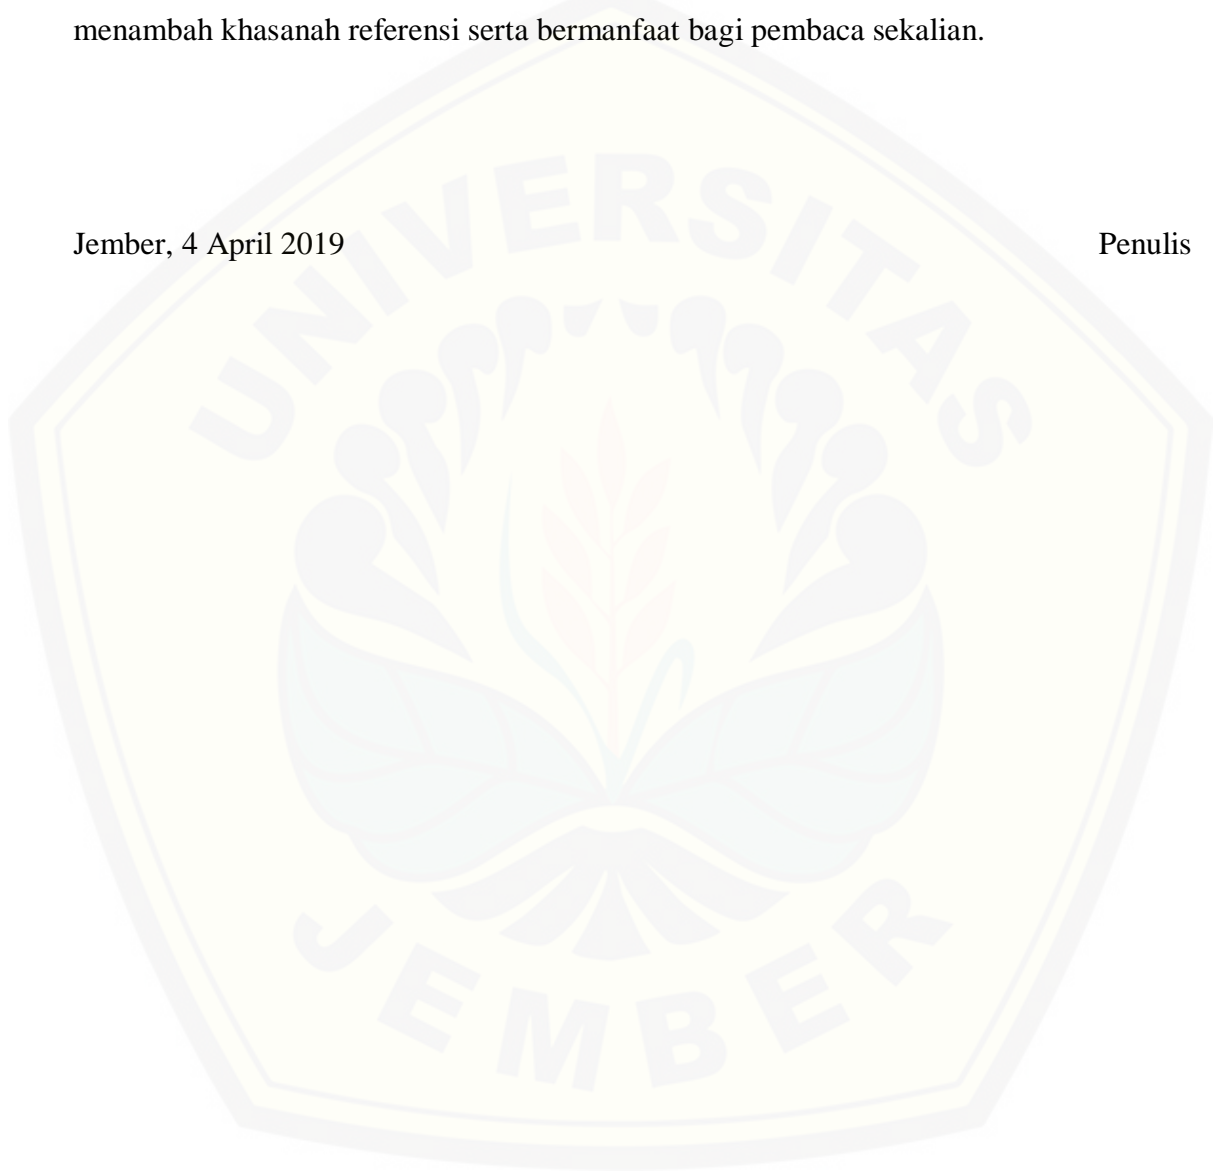 menambah khasanah referensi serta bermanfaat bagi pembaca sekalian.
Jember, 4 April 2019 Penulis
UNIVERSITAS
JEMBER